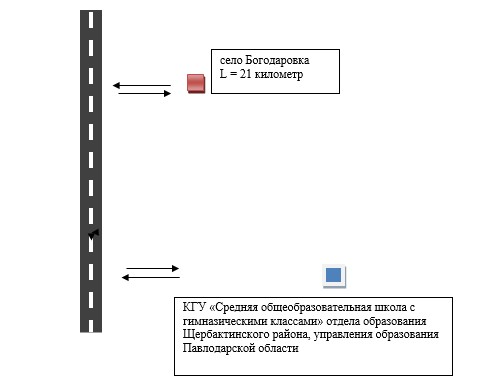 село Богодаровка
L = 21 километр
КГУ «Средняя общеобразовательная школа с
гимназическими классами» отдела образования
Щербактинского района, управления образования
Павлодарской области